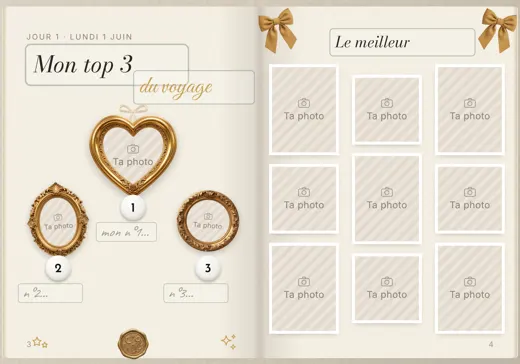 JOUR 1 · LUNDI 1 JUIN
Mon top 3
du voyage
Ta photo
1
mon n°1...
Ta photo
Ta photo
2
3
n°2...
n°3...
3
Le meilleur
Ta photo
Ta photo
Ta photo
Ta photo
Ta photo
Ta photo
Ta photo
Ta photo
Ta photo
4